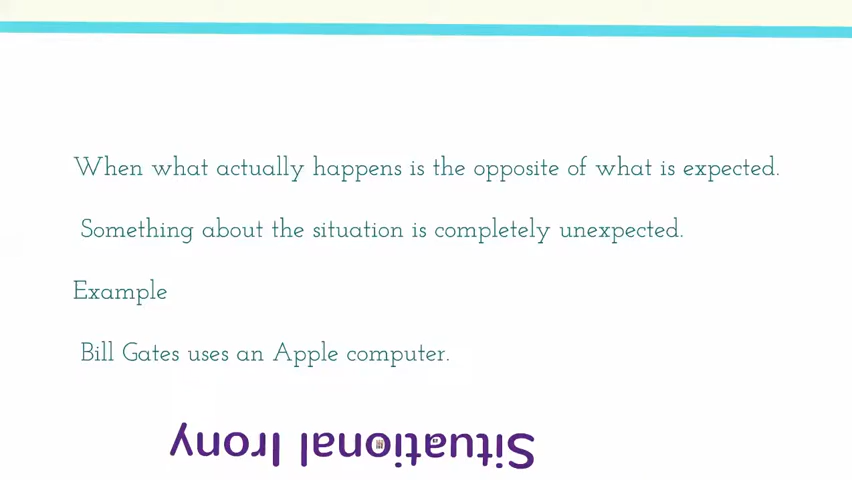 When what actually happens is the opposite of what is expected.
Something about the situation is completely unexpected.
Example
Bill Gates uses an Apple computer.
Situational Irony